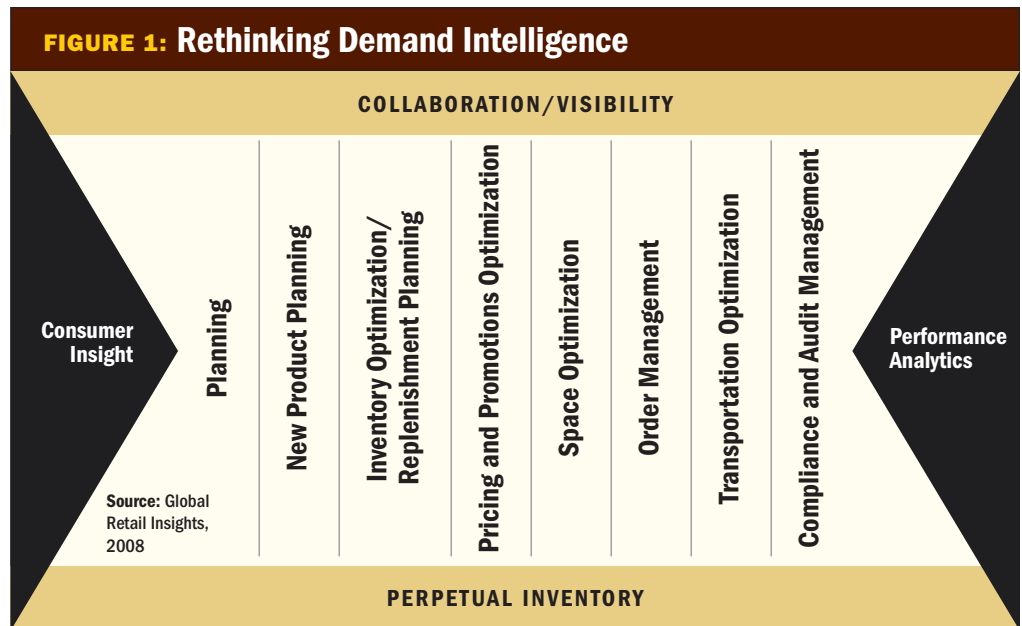 FIGURE 1: Rethinking Demand Intelligence
COLLABORATION/VISIBILITY
Consumer
Insight
Planning
New Product Planning
Inventory Optimization/
Replenishment Planning
Pricing and Promotions Optimization
Space Optimization
Order Management
Transportation Optimization
Compliance and Audit Management
Performance
Analytics
Source: Global
Retail Insights,
2008
PERPETUAL INVENTORY